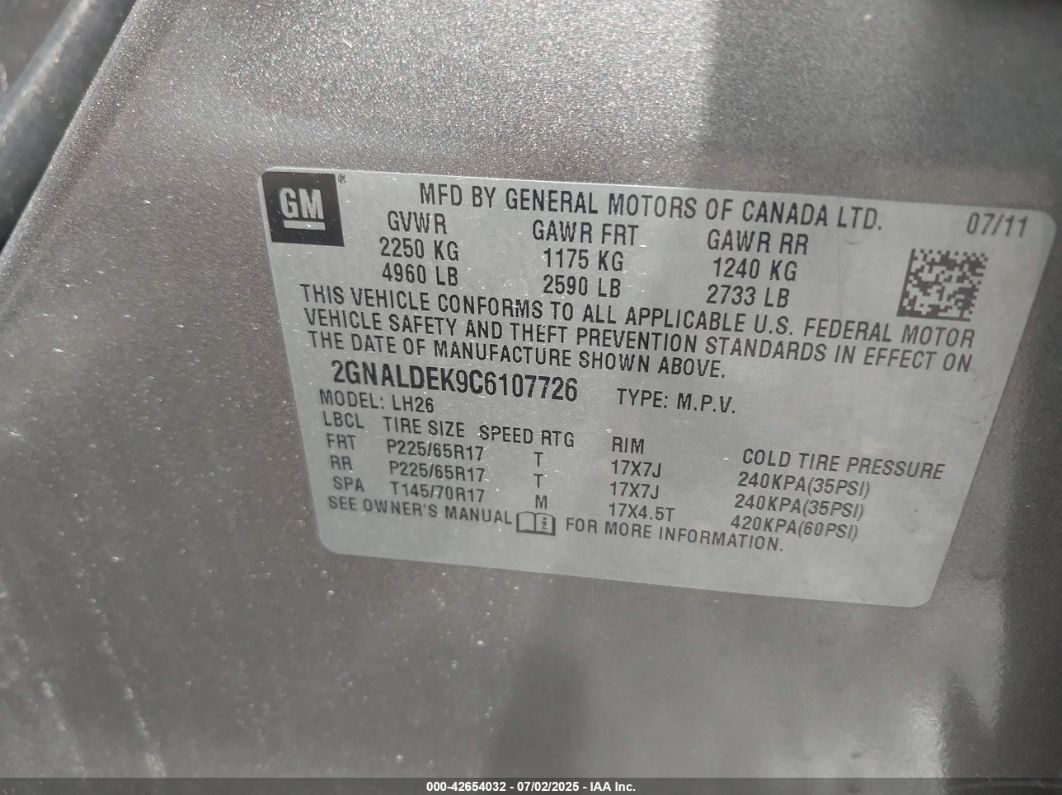 GM ®
MFD BY GENERAL MOTORS OF CANADA LTD. 07/11
GVWR GAWR FRT GAWR RR
2250 KG 1175 KG 1240 KG
4960 LB 2590 LB 2733 LB
THIS VEHICLE CONFORMS TO ALL APPLICABLE U.S. FEDERAL MOTOR
VEHICLE SAFETY AND THEFT PREVENTION STANDARDS IN EFFECT ON
THE DATE OF MANUFACTURE SHOWN ABOVE.
2GNALDEK9C6107726 TYPE: M.P.V.
MODEL: LH26
LBCL TIRE SIZE SPEED RTG RIM COLD TIRE PRESSURE
FRT P225/65R17 T 17X7J 240KPA(35PSI)
RR P225/65R17 T 17X7J 240KPA(35PSI)
SPA T145/70R17 M 17X4.5T 420KPA(60PSI)
SEE OWNER'S MANUAL i FOR MORE INFORMATION.
000-42654032 - 07/02/2025 - IAA Inc.